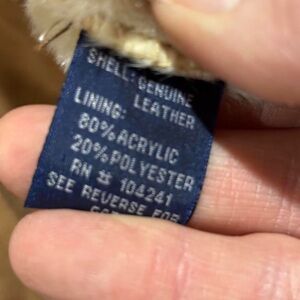 SHELL: GENUINE
LEATHER
LINING:
80% ACRYLIC
20% POLYESTER
RN # 104241
SEE REVERSE FOR